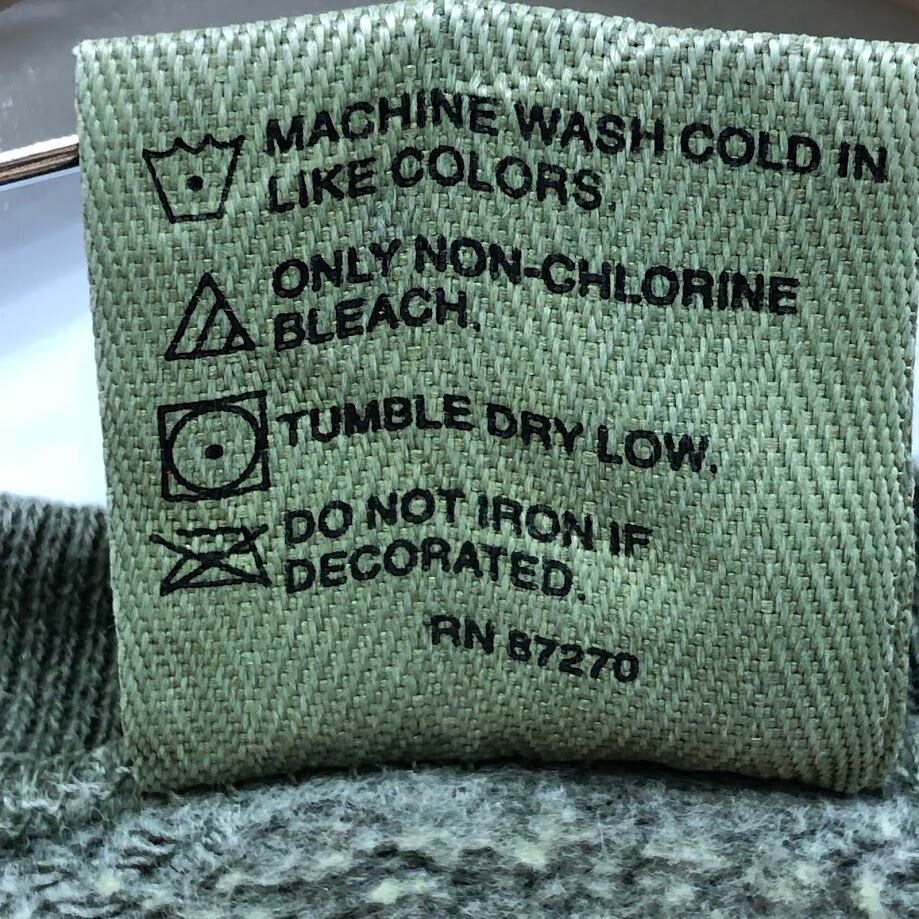 MACHINE WASH COLD IN
LIKE COLORS.
ONLY NON-CHLORINE
BLEACH.
TUMBLE DRY LOW.
DO NOT IRON IF
DECORATED.
RN 87270